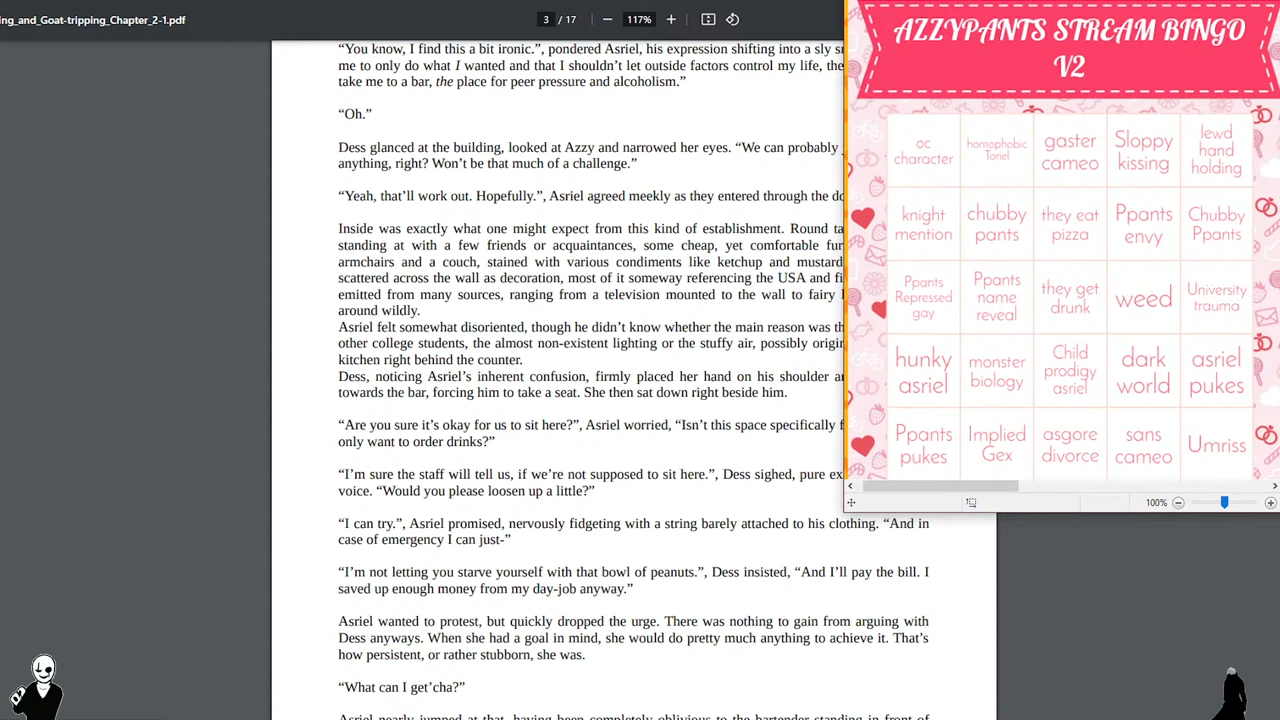 ing_and_Goat-tripping_Chapter_2-1.pdf
3 / 17
117%
“You know, I find this a bit ironic.”, pondered Asriel, his expression shifting into a sly
me to only do what I wanted and that I shouldn’t let outside factors control my life, the
take me to a bar, the place for peer pressure and alcoholism.”
“Oh.”
Dess glanced at the building, looked at Azzy and narrowed her eyes. “We can probably
anything, right? Won’t be that much of a challenge.”
“Yeah, that’ll work out. Hopefully.”, Asriel agreed meekly as they entered through the
Inside was exactly what one might expect from this kind of establishment. Round
standing at with a few friends or acquaintances, some cheap, yet comfortable
armchairs and a couch, stained with various condiments like ketchup and mustard
scattered across the wall as decoration, most of it someway referencing the USA and
emitted from many sources, ranging from a television mounted to the wall to fairy
around wildly.
Asriel felt somewhat disoriented, though he didn’t know whether the main reason was
other college students, the almost non-existent lighting or the stuffy air, possibly
kitchen right behind the counter.
Dess, noticing Asriel’s inherent confusion, firmly placed her hand on his shoulder
towards the bar, forcing him to take a seat. She then sat down right beside him.
“Are you sure it’s okay for us to sit here?”, Asriel worried, “Isn’t this space specifically
only want to order drinks?”
“I’m sure the staff will tell us, if we’re not supposed to sit here.”, Dess sighed, pure
voice. “Would you please loosen up a little?”
“I can try.”, Asriel promised, nervously fidgeting with a string barely attached to his clothing. “And in
case of emergency I can just-”
“I’m not letting you starve yourself with that bowl of peanuts.”, Dess insisted, “And I’ll pay the bill. I
saved up enough money from my day-job anyway.”
Asriel wanted to protest, but quickly dropped the urge. There was nothing to gain from arguing with
Dess anyways. When she had a goal in mind, she would do pretty much anything to achieve it. That’s
how persistent, or rather stubborn, she was.
“What can I get’cha?”
Asriel nearly jumped at that, having been completely oblivious to the bartender standing in front of
AZZYPANTS STREAM BINGO
V2
oc
character
homophobic
Toriel
gaster
cameo
Sloppy
kissing
lewd
hand
holding
knight
mention
chubby
pants
they eat
pizza
Ppants
envy
Chubby
Ppants
Ppants
Repressed
gay
Ppants
name
reveal
they get
drunk
weed
University
trauma
hunky
asriel
monster
biology
Child
prodigy
asriel
dark
world
asriel
pukes
Ppants
pukes
Implied
Gex
asgore
divorce
sans
cameo
Umriss
100%